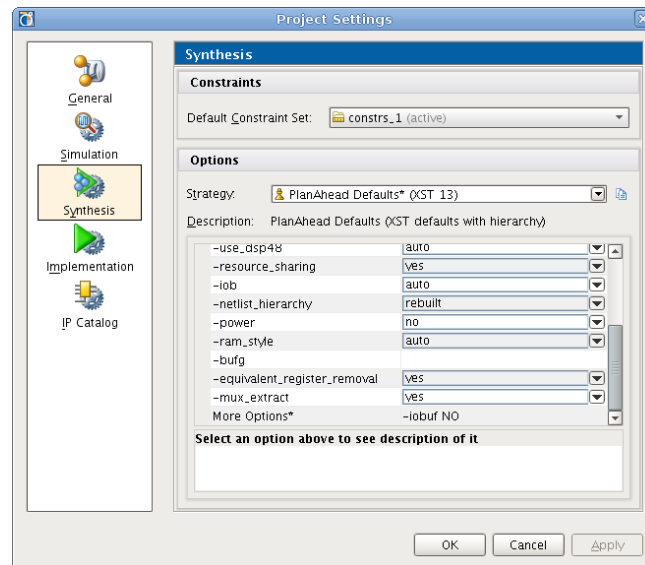 Project Settings
General
Simulation
Synthesis
Implementation
IP Catalog
Synthesis
Constraints
Default Constraint Set: constrs_1 (active)
Options
Strategy: PlanAhead Defaults* (XST 13)
Description: PlanAhead Defaults (XST defaults with hierarchy)
-use_dsp48 auto
-resource_sharing yes
-iob auto
-netlist_hierarchy rebuilt
-power no
-ram_style auto
-bufg
-equivalent_register_removal yes
-mux_extract yes
More Options* -iobuf NO
Select an option above to see description of it
OK Cancel Apply